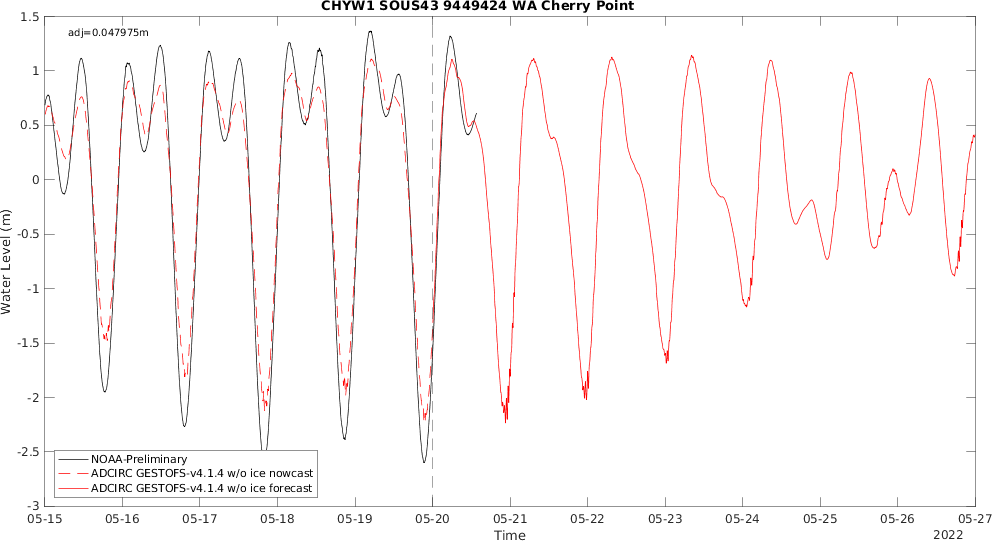 CHYW1 SOUS43 9449424 WA Cherry Point
adj=0.047975m
1.5
1
0.5
0
-0.5
-1
-1.5
-2
-2.5
-3
Water Level (m)
NOAA-Preliminary
ADCIRC GESTOFS-v4.1.4 w/o ice nowcast
ADCIRC GESTOFS-v4.1.4 w/o ice forecast
05-15 05-16 05-17 05-18 05-19 05-20 05-21 05-22 05-23 05-24 05-25 05-26 05-27
Time
2022